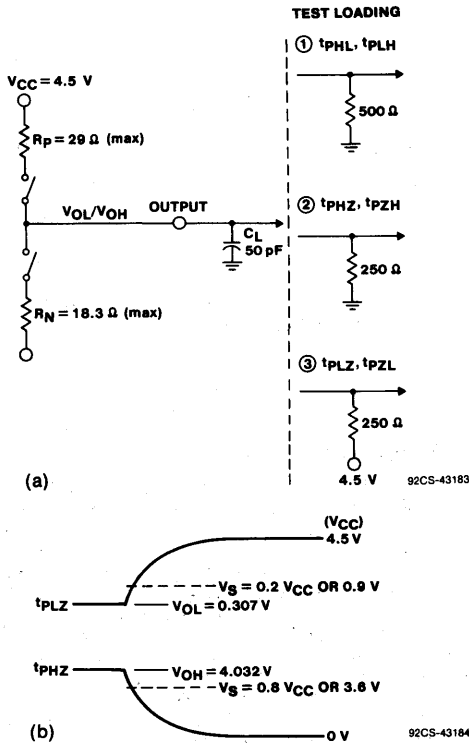 TEST LOADING
① tPHL, tPLH
VCC = 4.5 V
RP = 29 Ω (max)
500 Ω
VOL/VOH
OUTPUT
CL
50 pF
② tPHZ, tPZH
250 Ω
RN = 18.3 Ω (max)
③ tPLZ, tPZL
250 Ω
4.5 V
(a)
92CS-43183
(VCC)
4.5 V
VS = 0.2 VCC OR 0.9 V
tPLZ
VOL = 0.307 V
tPHZ
VOH = 4.032 V
VS = 0.8 VCC OR 3.6 V
0 V
(b)
92CS-43184